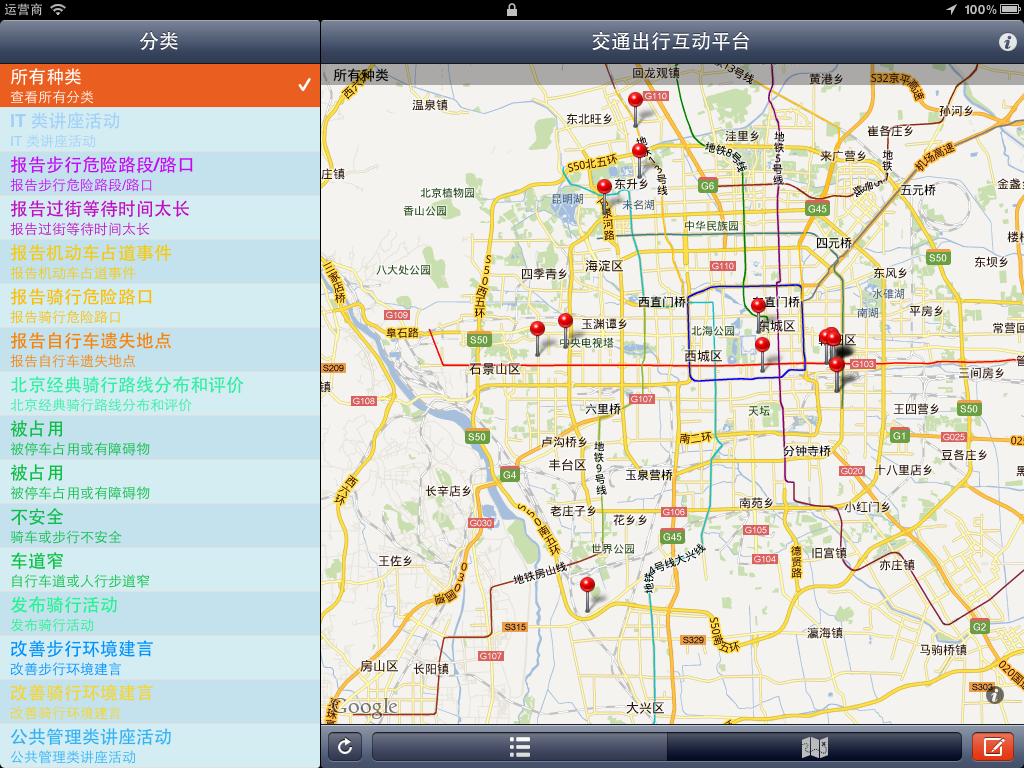 运营商
100%
分类
交通出行互动平台
所有种类
查看所有分类
IT 类讲座活动
IT 类讲座活动
报告步行危险路段/路口
报告步行危险路段/路口
报告过街等待时间太长
报告过街等待时间太长
报告机动车占道事件
报告机动车占道事件
报告骑行危险路口
报告骑行危险路口
报告自行车遗失地点
报告自行车遗失地点
北京经典骑行路线分布和评价
北京经典骑行路线分布和评价
被占用
被停车占用或有障碍物
被占用
被停车占用或有障碍物
不安全
骑车或步行不安全
车道窄
自行车道或人行步道窄
发布骑行活动
发布骑行活动
改善步行环境建言
改善步行环境建言
改善骑行环境建言
改善骑行环境建言
公共管理类讲座活动
公共管理类讲座活动
所有种类
回龙观镇
13号线
黄港乡
S32京平高速
温泉镇
G110
孙河乡
东北旺乡
洼里乡
崔各庄乡
地铁8号线
地铁5号线
来广营乡
地铁
机场高速
S50北五环
庄镇
东升乡
G6
五元桥
北京植物园
昆明湖
未名湖
香山公园
G45
中华民族园
四元桥
八大处公园
四季青乡
海淀区
G110
S50
东风乡
东坝乡
S50西五环
西直门桥
东直门桥
水碓湖
南湖
平房乡
G109
阜石路
玉渊潭乡
北海公园
东城区
常营回
S50
中央电视塔
西城区
G103
石景山区
三间房乡
S209
G108
G107
六里桥
天坛
王四营乡
S50
S50
卢沟桥乡
南二环
G1
G025
地铁9号线
分钟寺桥
豆各庄乡
丰台区
G4
玉泉营桥
G020
十八里店乡
西六环
长辛店乡
南苑乡
小红门乡
老庄子乡
G106
花乡乡
G030
S50南五环
G105
G45
世界公园
G104
德贤路
旧宫镇
王佐乡
地铁房山线
地铁4号线大兴线
亦庄镇
S315
G2
瀛海镇
S50南五环
S329
马驹桥镇
G107
房山区
长阳镇
Google
大兴区